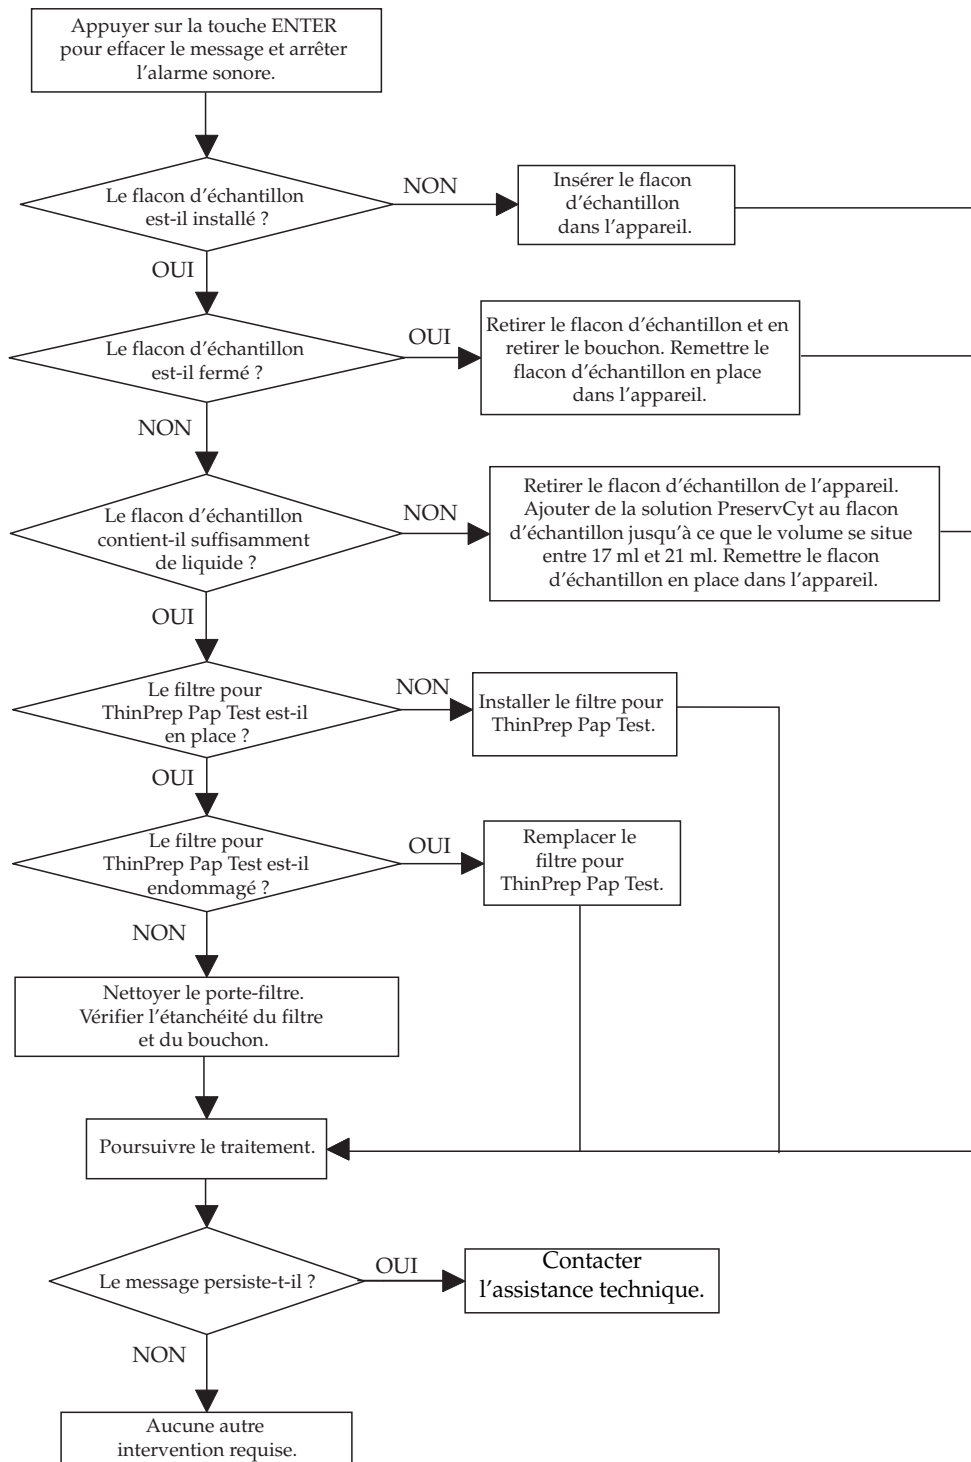 Appuyer sur la touche ENTER
pour effacer le message et arrêter
l'alarme sonore.
Le flacon d'échantillon
est-il installé ?
NON
Insérer le flacon
d'échantillon
dans l'appareil.
OUI
Le flacon d'échantillon
est-il fermé ?
OUI
Retirer le flacon d'échantillon et en
retirer le bouchon. Remettre le
flacon d'échantillon en place
dans l'appareil.
NON
Le flacon d'échantillon
contient-il suffisamment
de liquide ?
NON
Retirer le flacon d'échantillon de l'appareil.
Ajouter de la solution PreservCyt au flacon
d'échantillon jusqu'à ce que le volume se situe
entre 17 ml et 21 ml. Remettre le flacon
d'échantillon en place dans l'appareil.
OUI
Le filtre pour
ThinPrep Pap Test est-il
en place ?
NON
Installer le filtre pour
ThinPrep Pap Test.
OUI
Le filtre pour
ThinPrep Pap Test est-il
endommagé ?
OUI
Remplacer le
filtre pour
ThinPrep Pap Test.
NON
Nettoyer le porte-filtre.
Vérifier l'étanchéité du filtre
et du bouchon.
Poursuivre le traitement.
Le message persiste-t-il ?
OUI
Contacter
l'assistance technique.
NON
Aucune autre
intervention requise.